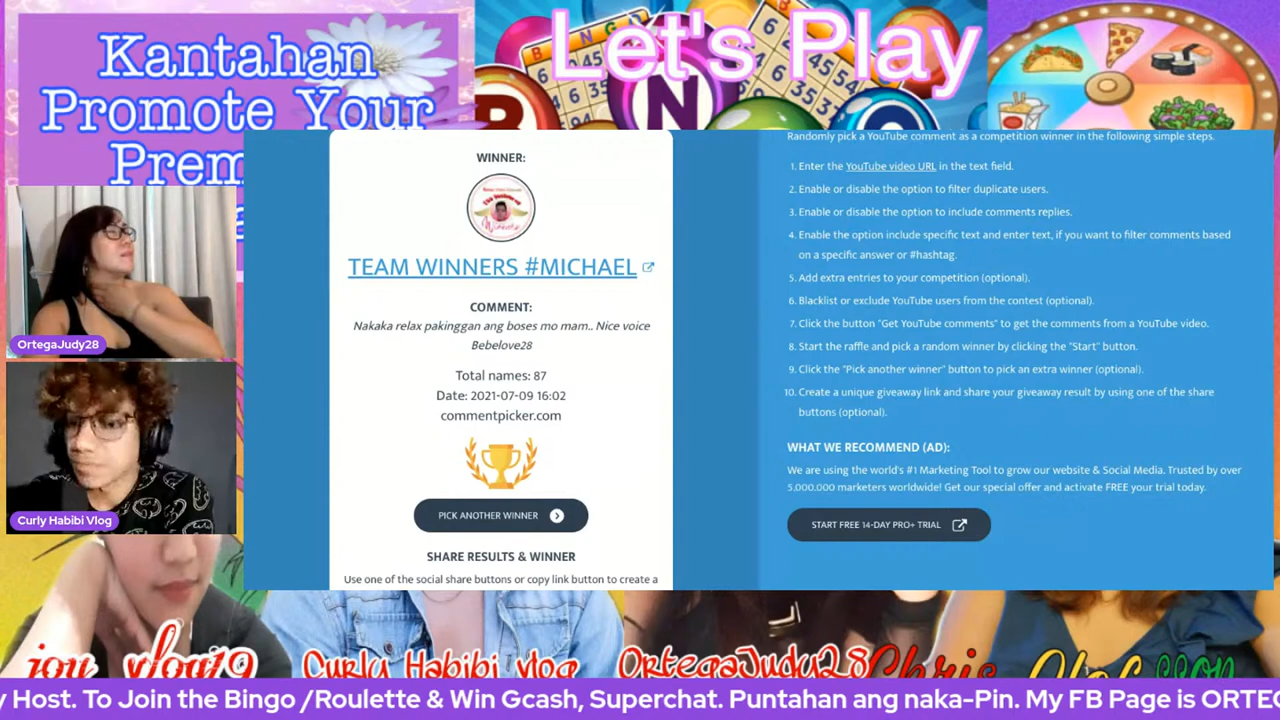 Kantahan
Promote Your
Prem
Let's Play
B I N G
N
WINNER:
TEAM WINNERS #MICHAEL
COMMENT:
Nakaka relax pakinggan ang boses mo mam.. Nice voice
Bebelove28
Total names: 87
Date: 2021-07-09 16:02
commentpicker.com
PICK ANOTHER WINNER
SHARE RESULTS & WINNER
Use one of the social share buttons or copy link button to create a
Randomly pick a YouTube comment as a competition winner in the following simple steps.
1. Enter the YouTube video URL in the text field.
2. Enable or disable the option to filter duplicate users.
3. Enable or disable the option to include comments replies.
4. Enable the option include specific text and enter text, if you want to filter comments based
on a specific answer or #hashtag.
5. Add extra entries to your competition (optional).
6. Blacklist or exclude YouTube users from the contest (optional).
7. Click the button "Get YouTube comments" to get the comments from a YouTube video.
8. Start the raffle and pick a random winner by clicking the "Start" button.
9. Click the "Pick another winner" button to pick an extra winner (optional).
10. Create a unique giveaway link and share your giveaway result by using one of the share
buttons (optional).
WHAT WE RECOMMEND (AD):
We are using the world's #1 Marketing Tool to grow our website & Social Media. Trusted by over
5,000,000 marketers worldwide! Get our special offer and activate FREE your trial today.
START FREE 14-DAY PRO+ TRIAL
OrtegaJudy28
Curly Habibi Vlog
joy vlog19
Curly Habibi vlog
OrtegaJudy28
Chris
y Host. To Join the Bingo /Roulette & Win Gcash, Superchat. Puntahan ang naka-Pin. My FB Page is ORTEG